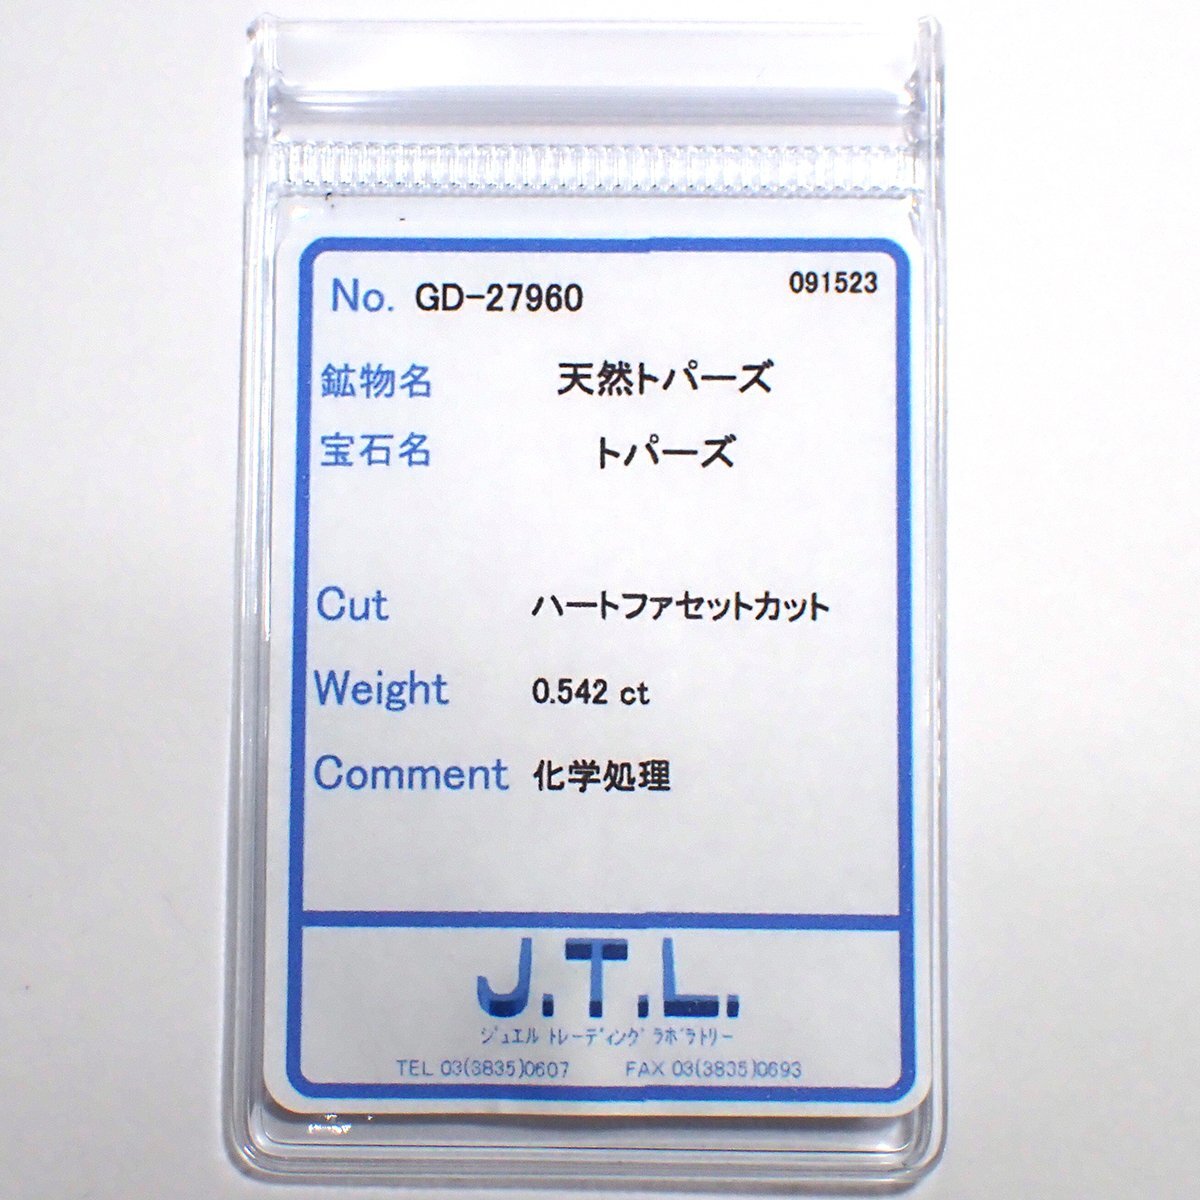 No. GD-27960
091523
鉱物名 天然トパーズ
宝石名 トパーズ
Cut ハートファセットカット
Weight 0.542 ct
Comment 化学処理
J.T.L.
ジュエル トレーディング ラボラトリー
TEL 03(3835)0607 FAX 03(3835)0693